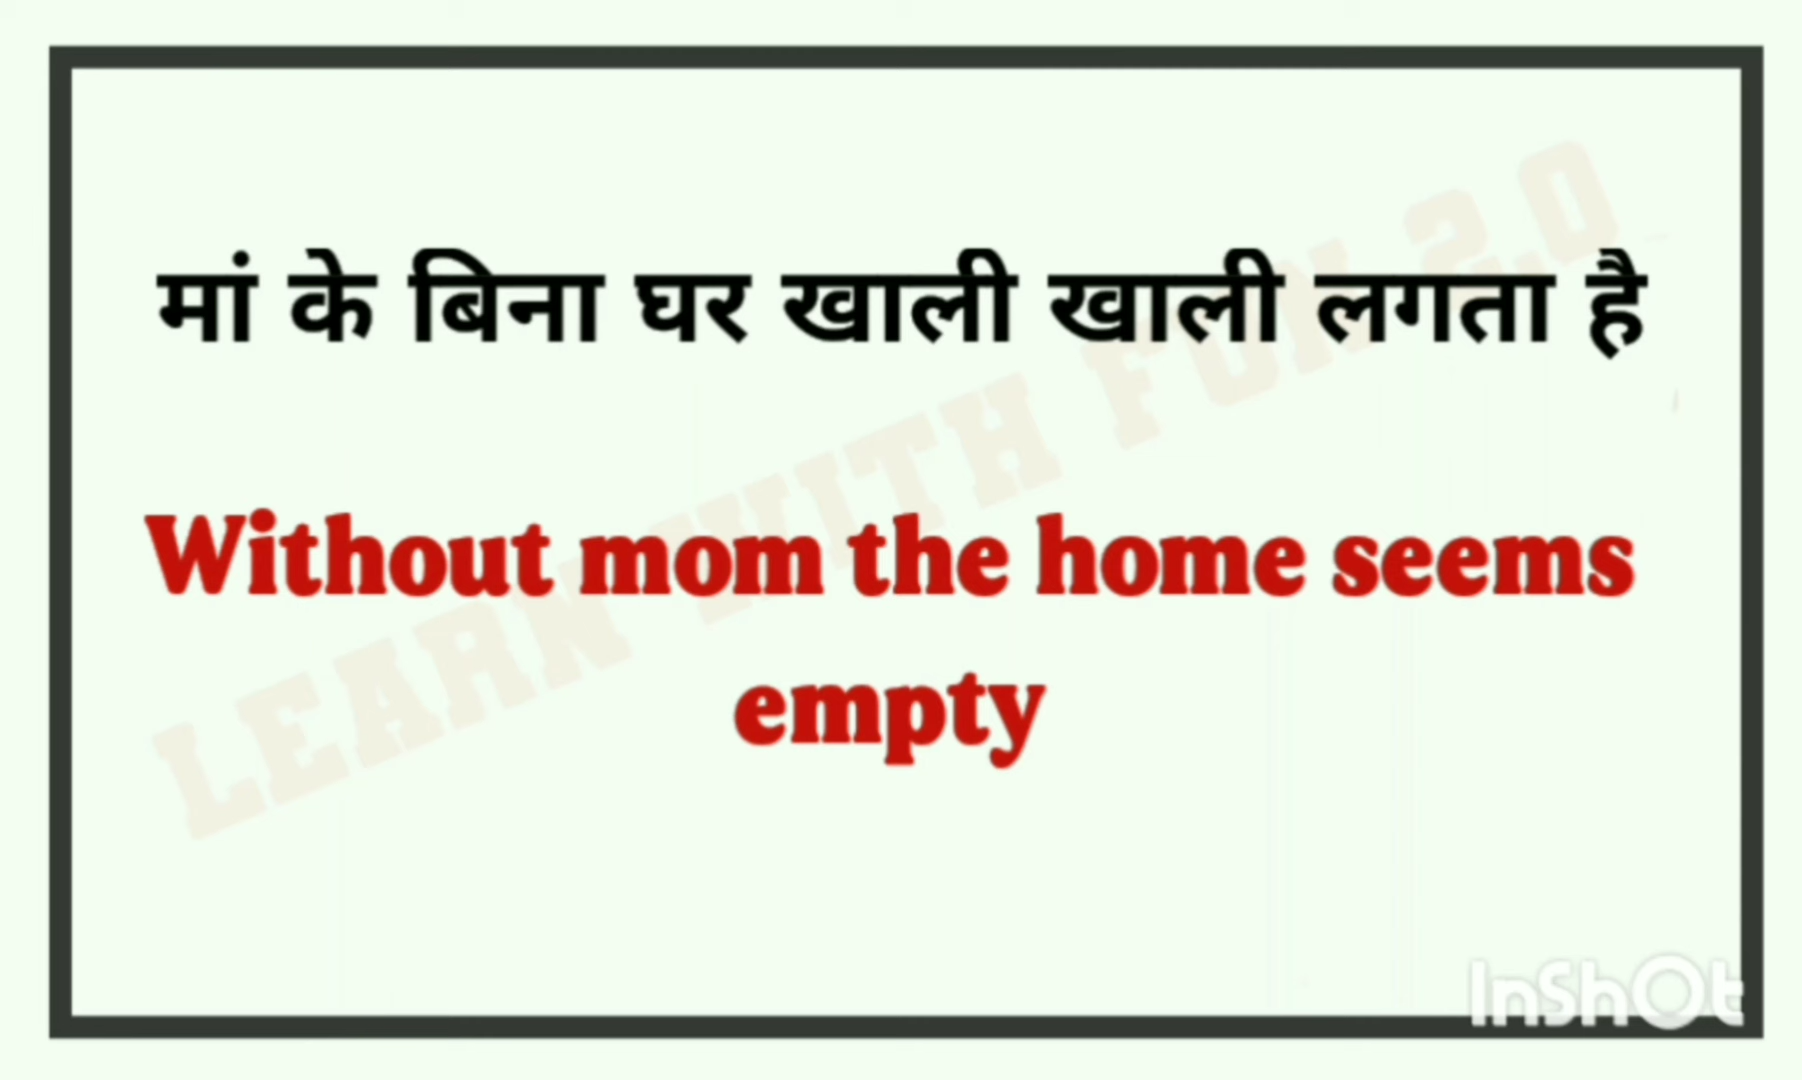 मां के बिना घर खाली खाली लगता है
Without mom the home seems
empty
LEARN WITH FUN 2.0
InShOt